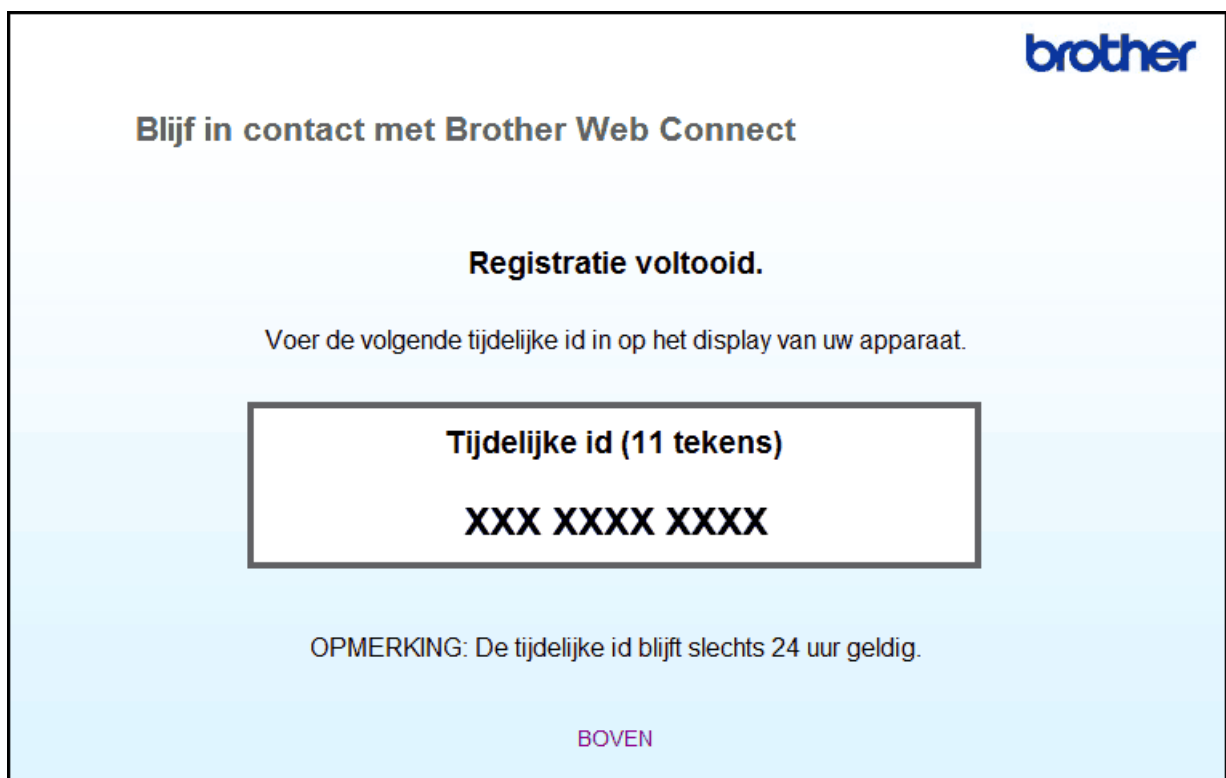 brother
Blijf in contact met Brother Web Connect
Registratie voltooid.
Voer de volgende tijdelijke id in op het display van uw apparaat.
Tijdelijke id (11 tekens)
XXX XXXX XXXX
OPMERKING: De tijdelijke id blijft slechts 24 uur geldig.
BOVEN